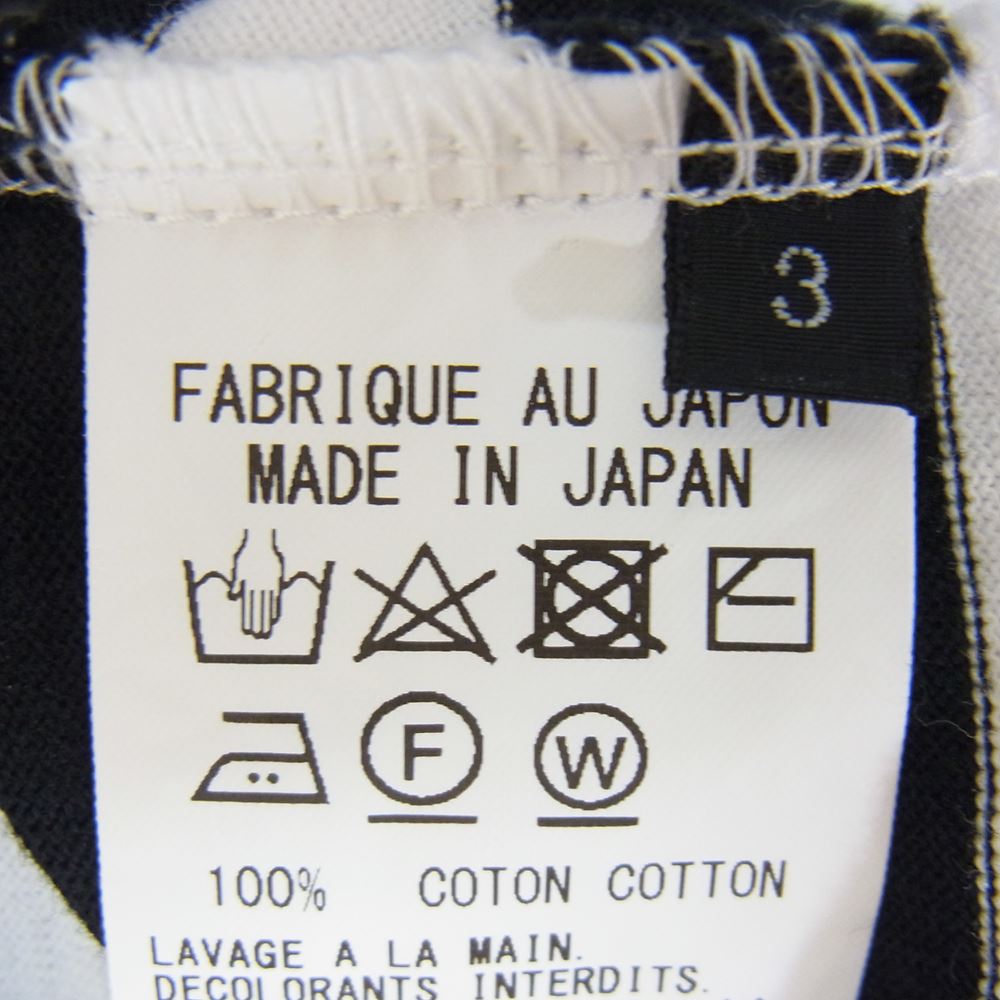 3
FABRIQUE AU JAPON
MADE IN JAPAN
F W
100% COTON COTTON
LAVAGE A LA MAIN.
DECOLORANTS INTERDITS.